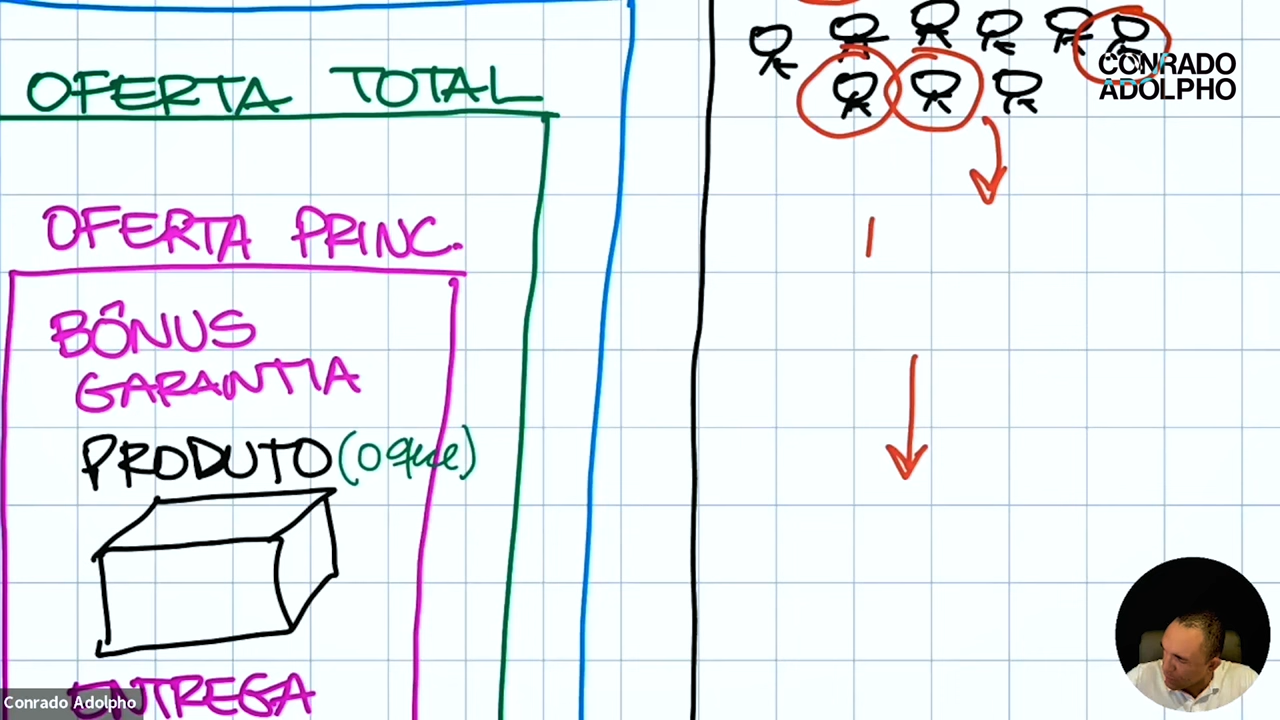 OFERTA TOTAL
OFERTA PRINC.
BÔNUS
GARANTIA
PRODUTO (o que)
ENTREGA
CONRADO
ADOLPHO
Conrado Adolpho